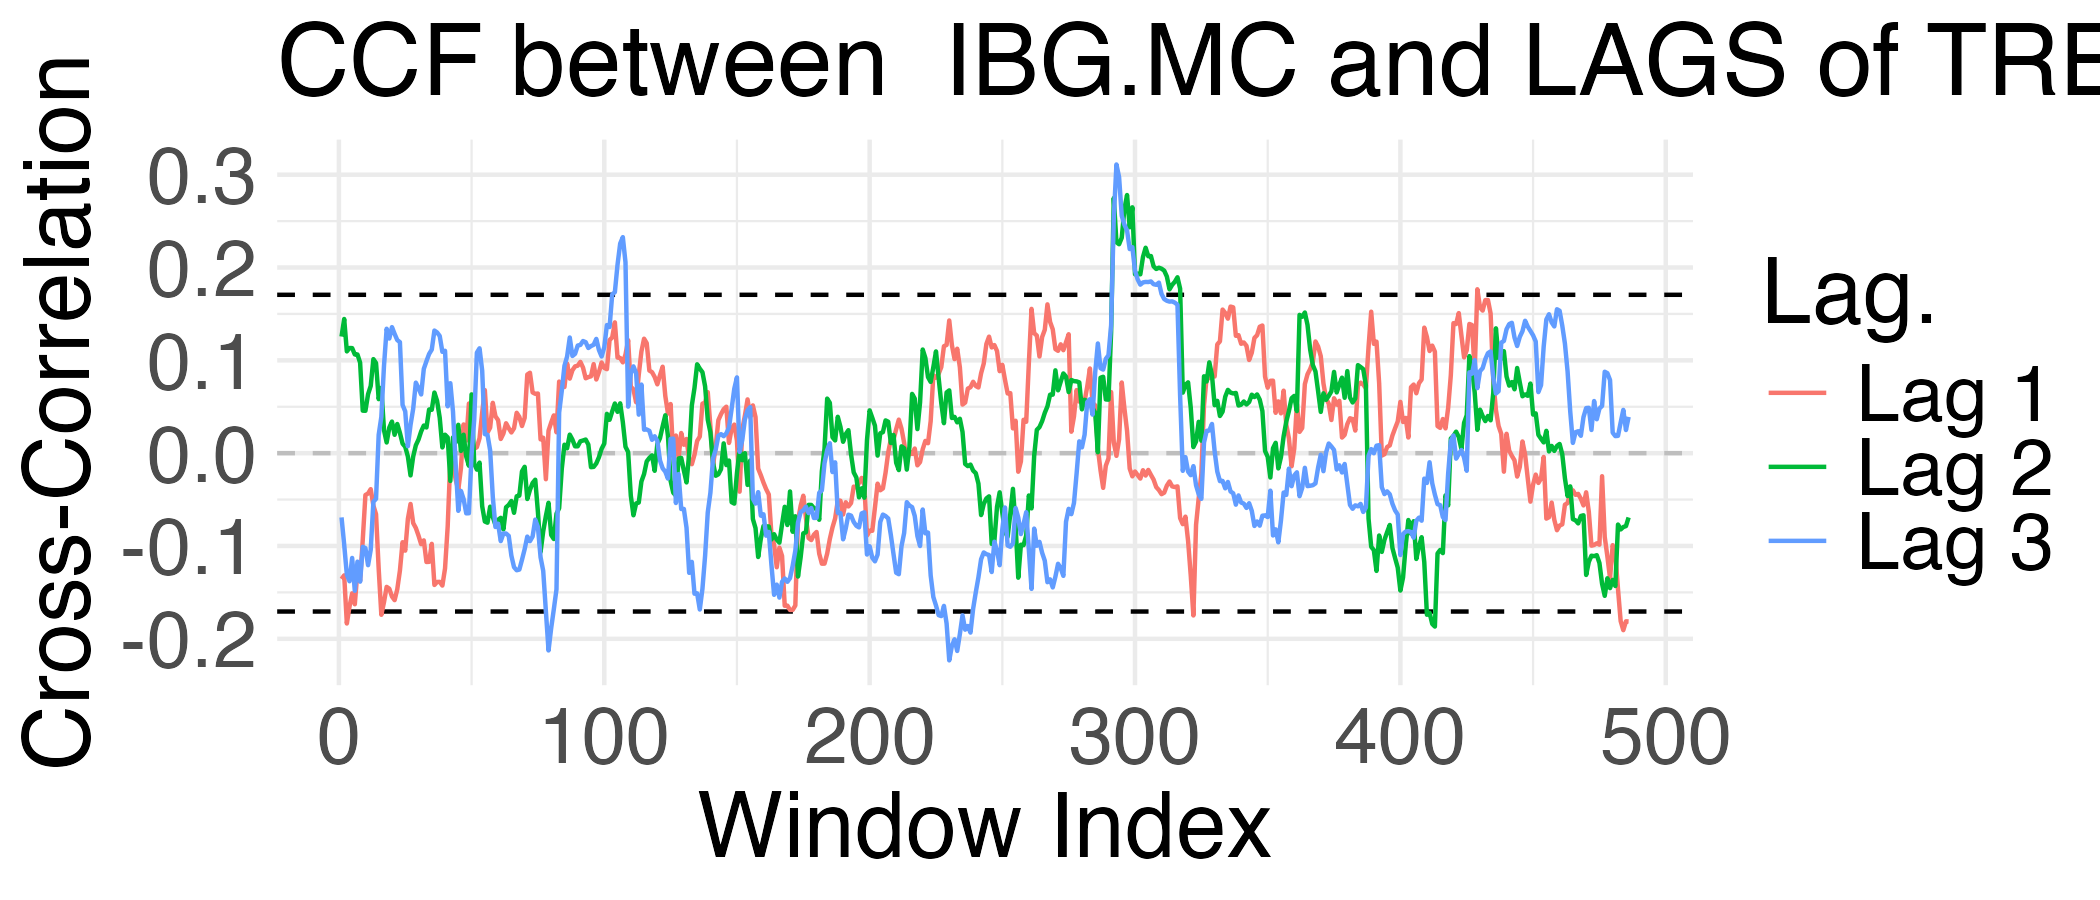 CCF between IBG.MC and LAGS of TRE
Cross-Correlation
0.3
0.2
0.1
0.0
-0.1
-0.2
0
100
200
300
400
500
Window Index
Lag.
Lag 1
Lag 2
Lag 3